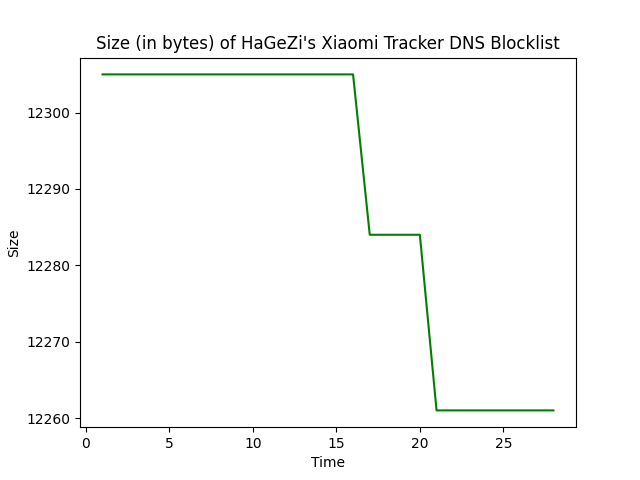 Size (in bytes) of HaGeZi's Xiaomi Tracker DNS Blocklist
12300
12290
12280
12270
12260
Size
0 5 10 15 20 25
Time